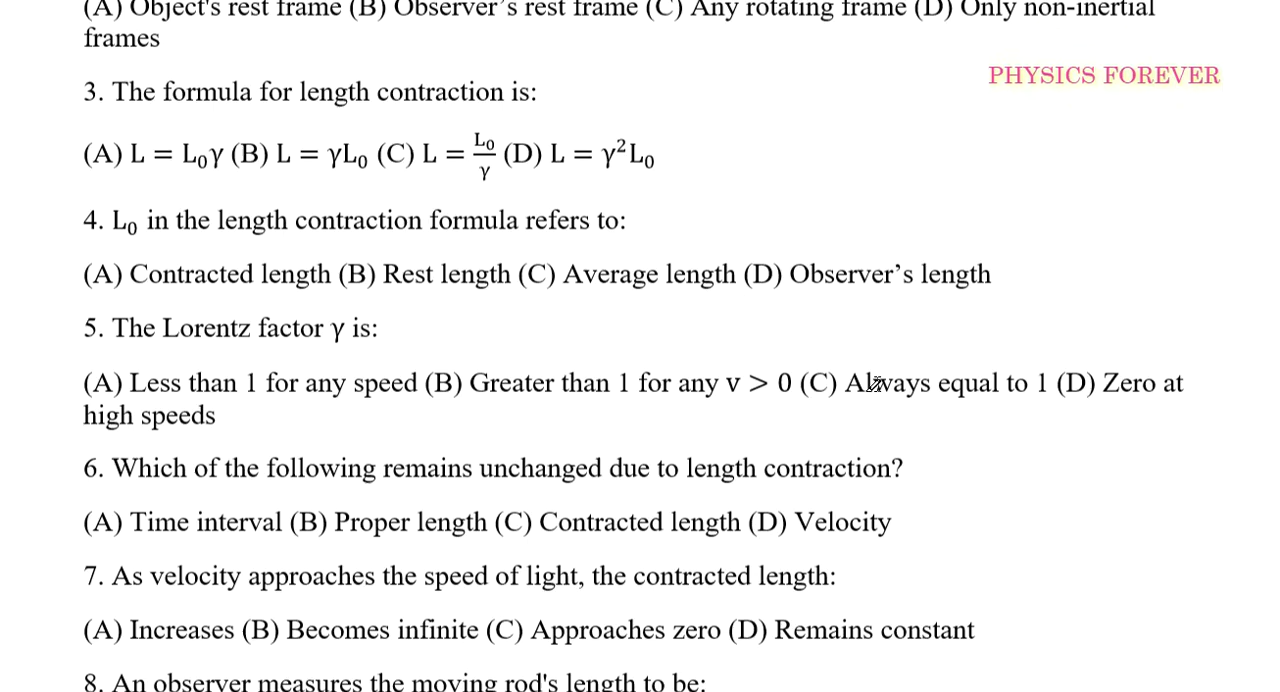 (A) Object's rest frame (B) Observer's rest frame (C) Any rotating frame (D) Only non-inertial
frames
PHYSICS FOREVER
3. The formula for length contraction is:
(A) L = L₀γ (B) L = γL₀ (C) L = L₀/γ (D) L = γ²L₀
4. L₀ in the length contraction formula refers to:
(A) Contracted length (B) Rest length (C) Average length (D) Observer’s length
5. The Lorentz factor γ is:
(A) Less than 1 for any speed (B) Greater than 1 for any v > 0 (C) Always equal to 1 (D) Zero at
high speeds
6. Which of the following remains unchanged due to length contraction?
(A) Time interval (B) Proper length (C) Contracted length (D) Velocity
7. As velocity approaches the speed of light, the contracted length:
(A) Increases (B) Becomes infinite (C) Approaches zero (D) Remains constant
8. An observer measures the moving rod's length to be: